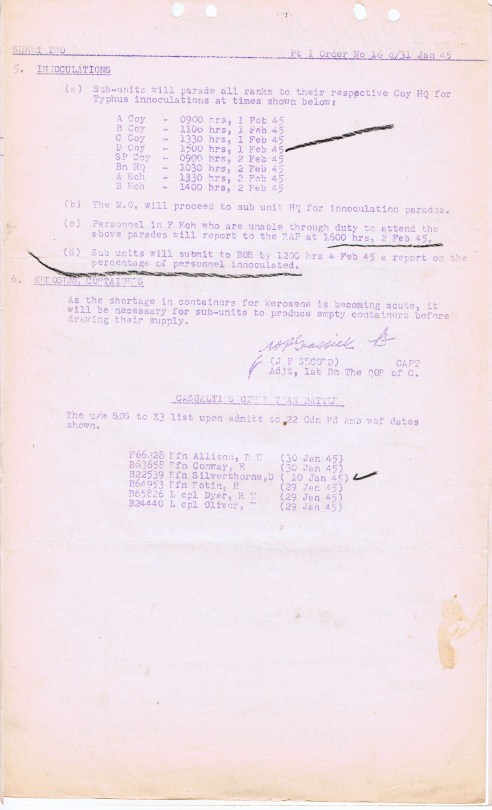 SHEET TWO
Pt 1 Order No 16 d/31 Jan 45
5. INNOCULATIONS
(a) Sub-units will parade all ranks to their respective Coy HQ for
Typhus innoculations at times shown below:
A Coy - 0900 hrs, 1 Feb 45
B Coy - 1100 hrs, 1 Feb 45
C Coy - 1330 hrs, 1 Feb 45
D Coy - 1500 hrs, 1 Feb 45
SP Coy - 0900 hrs, 2 Feb 45
Bn HQ - 1030 hrs, 2 Feb 45
A Ech - 1330 hrs, 2 Feb 45
B Ech - 1400 hrs, 2 Feb 45
(b) The M.O. will proceed to sub unit HQ for innoculation parades.
(c) Personnel in F Ech who are unable through duty to attend the
above parades will report to the RAP at 1600 hrs, 2 Feb 45.
(d) Sub units will submit to BOR by 1200 hrs 4 Feb 45 a report on the
percentage of personnel innoculated.
6. KEROSENE CONTAINERS
As the shortage in containers for kerosene is becoming acute, it
will be necessary for sub-units to produce empty containers before
drawing their supply.
(J P SECORD) CAPT
Adjt, 1st Bn The QOR of C.
CASUALTIES OTHER THAN BATTLE
The u/m SOS to X3 list upon admitt to 22 Cdn Fd Amb wef dates
shown.
F66828 Rfn Allison, R (30 Jan 45)
B63658 Rfn Conway, E (30 Jan 45)
B22539 Rfn Silverthorne, D ( 10 Jan 45)
B64953 Rfn Botin, H (29 Jan 45)
B65826 L cpl Dyer, H (29 Jan 45)
B24440 L cpl Oliver, (29 Jan 45)